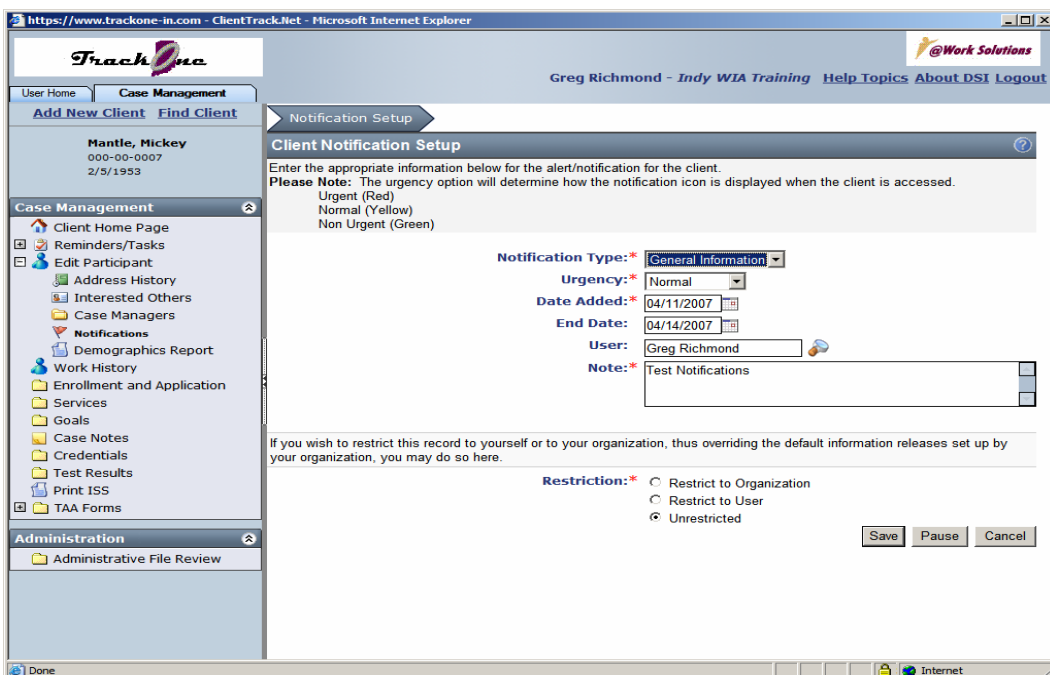 https://www.trackone-in.com - ClientTrack.Net - Microsoft Internet Explorer
TrackOne
@Work Solutions
Greg Richmond - Indy WIA Training Help Topics About DSI Logout
User Home Case Management
Add New Client Find Client
Mantle, Mickey
000-00-0007
2/5/1953
Case Management
Client Home Page
Reminders/Tasks
Edit Participant
Address History
Interested Others
Case Managers
Notifications
Demographics Report
Work History
Enrollment and Application
Services
Goals
Case Notes
Credentials
Test Results
Print ISS
TAA Forms
Administration
Administrative File Review
Notification Setup
Client Notification Setup
Enter the appropriate information below for the alert/notification for the client.
Please Note: The urgency option will determine how the notification icon is displayed when the client is accessed.
Urgent (Red)
Normal (Yellow)
Non Urgent (Green)
Notification Type:* General Information
Urgency:* Normal
Date Added:* 04/11/2007
End Date: 04/14/2007
User: Greg Richmond
Note:* Test Notifications
If you wish to restrict this record to yourself or to your organization, thus overriding the default information releases set up by
your organization, you may do so here.
Restriction:* Restrict to Organization
Restrict to User
Unrestricted
Save Pause Cancel
Done
Internet